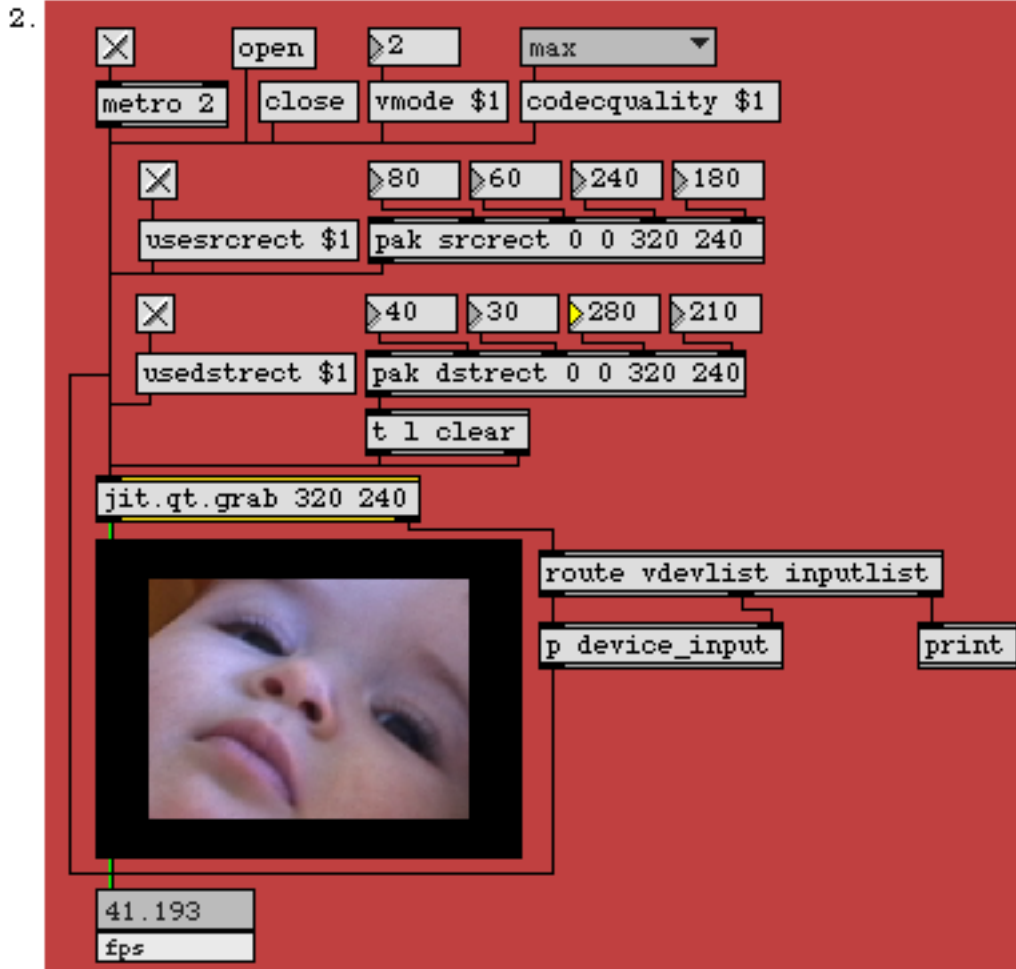 2.
open
2
max
metro 2
close
vmode $1
codecquality $1
80
60
240
180
usesrcrect $1
pak srcrect 0 0 320 240
40
30
280
210
usedstrect $1
pak dstrect 0 0 320 240
t l clear
jit.qt.grab 320 240
route vdevlist inputlist
p device_input
print
41.193
fps